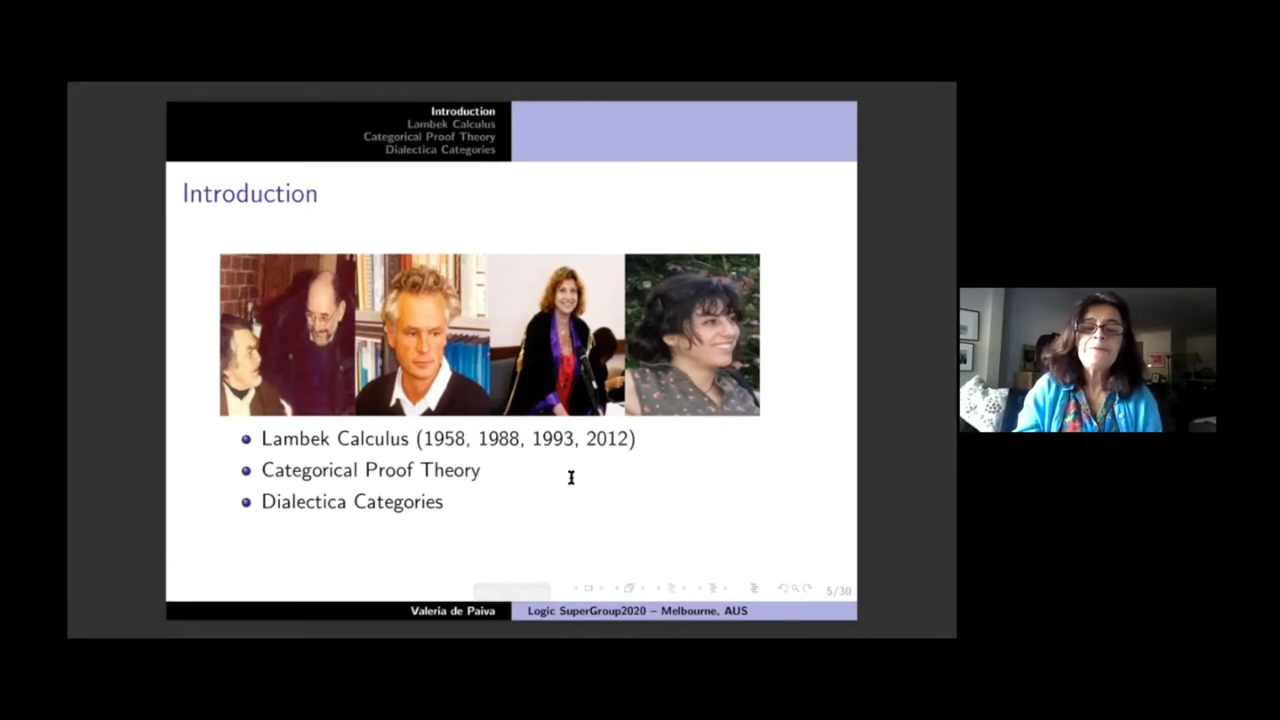 Introduction
Lambek Calculus
Categorical Proof Theory
Dialectica Categories
Introduction
Lambek Calculus (1958, 1988, 1993, 2012)
Categorical Proof Theory
Dialectica Categories
5/30
Valeria de Paiva
Logic SuperGroup2020 – Melbourne, AUS